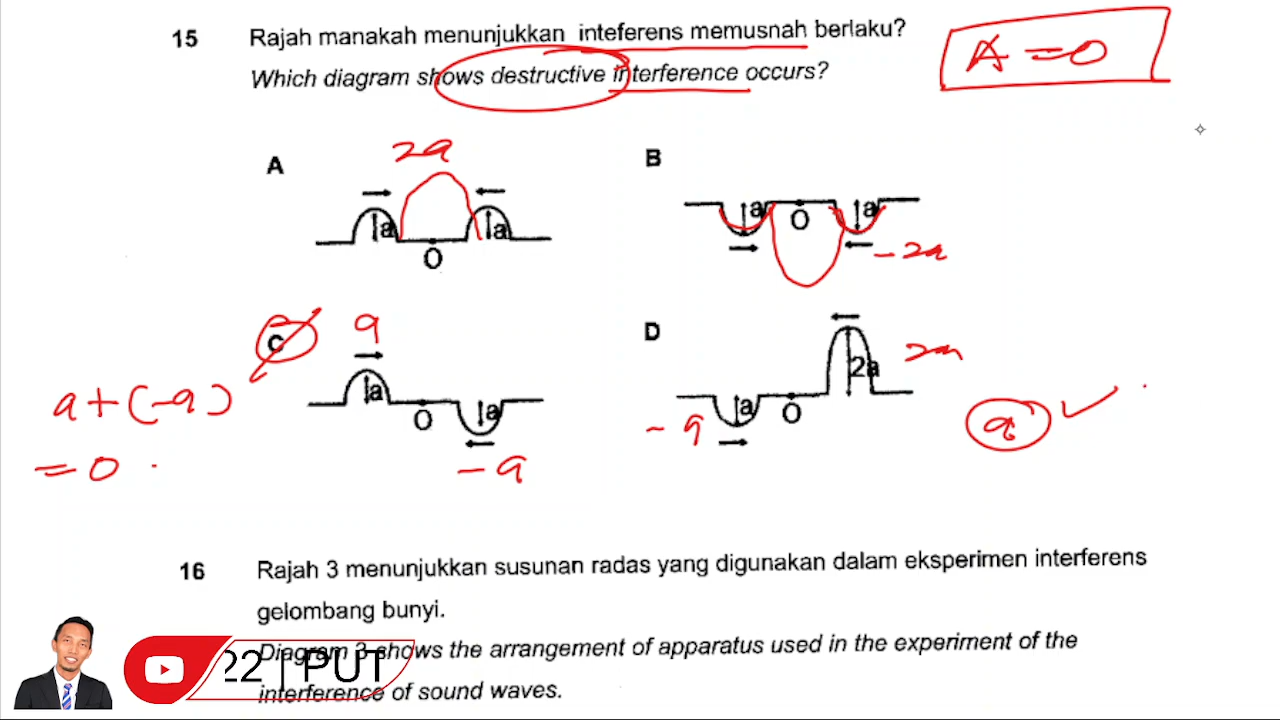 15 Rajah manakah menunjukkan inteferens memusnah berlaku?
Which diagram shows destructive interference occurs?
A = 0
A
2a
a
a
O
B
a
a
O
-2a
C
a
a
a
O
-a
a + (-a)
= 0
D
2a
2a
a
O
-a
a
16 Rajah 3 menunjukkan susunan radas yang digunakan dalam eksperimen interferens
gelombang bunyi.
Diagram 3 shows the arrangement of apparatus used in the experiment of the
interference of sound waves.
22 | PUT